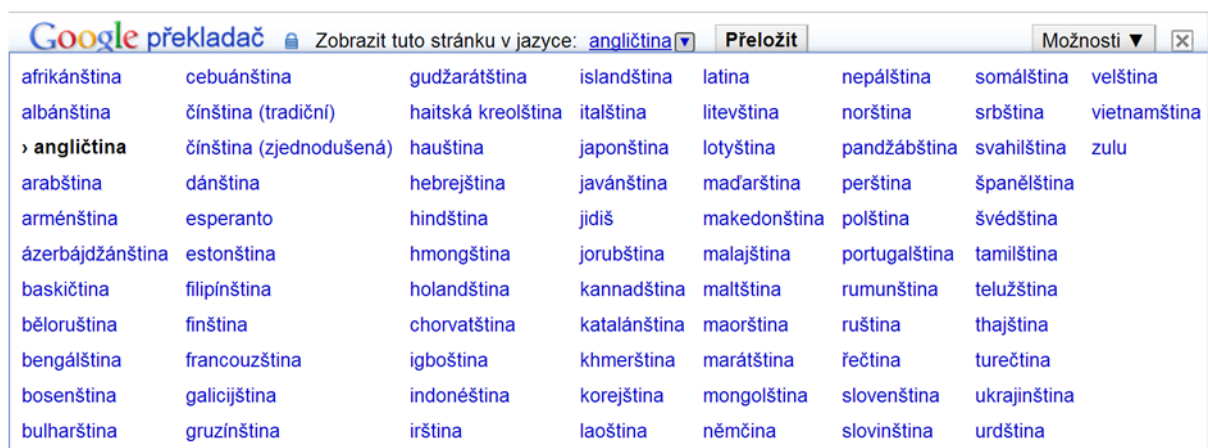 Google překladač Zobrazit tuto stránku v jazyce: angličtina ▼ Přeložit Možnosti ▼ ×
afrikánština cebuánština gudžarátština islandština latina nepálština somálština velština
albánština čínština (tradiční) haitská kreolština italština litevština norština srbština vietnamština
› angličtina čínština (zjednodušená) hauština japonština lotyština pandžábština svahilština zulu
arabština dánština hebrejština javánština maďarština perština španělština
arménština esperanto hindština jidiš makedonština polština švédština
ázerbájdžánština estonština hmongština jorubština malajština portugalština tamilština
baskičtina filipínština holandština kannadština maltština rumunština telužština
běloruština finština chorvatština katalánština maorština ruština thajština
bengálština francouzština igboština khmerština marátština řečtina turečtina
bosenština galicijština indonéština korejština mongolština slovenština ukrajinština
bulharština gruzínština irština laoština němčina slovinština urdština